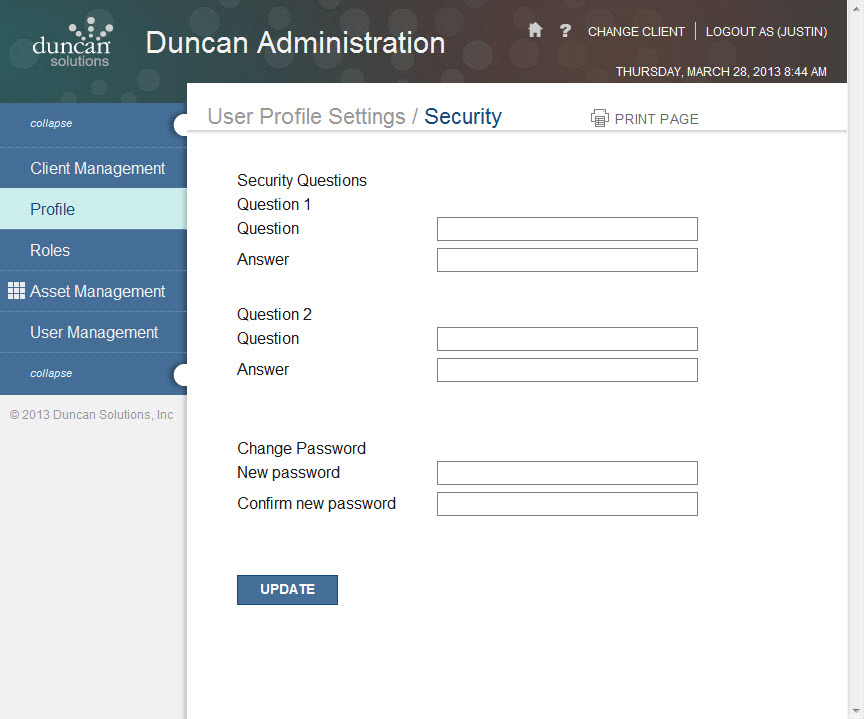 duncan
solutions
Duncan Administration
? CHANGE CLIENT LOGOUT AS (JUSTIN)
THURSDAY, MARCH 28, 2013 8:44 AM
collapse
Client Management
Profile
Roles
Asset Management
User Management
collapse
© 2013 Duncan Solutions, Inc
User Profile Settings / Security
PRINT PAGE
Security Questions
Question 1
Question
Answer
Question 2
Question
Answer
Change Password
New password
Confirm new password
UPDATE